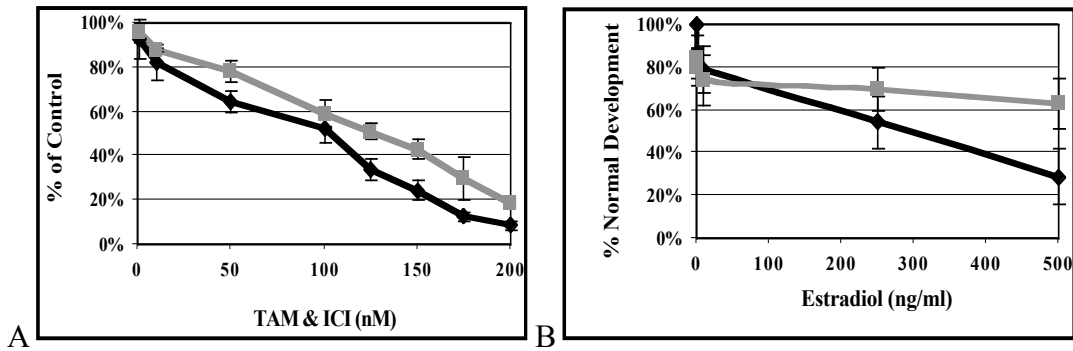 A
% of Control
100%
80%
60%
40%
20%
0%
0 50 100 150 200
TAM & ICI (nM)
B
% Normal Development
100%
80%
60%
40%
20%
0%
0 100 200 300 400 500
Estradiol (ng/ml)